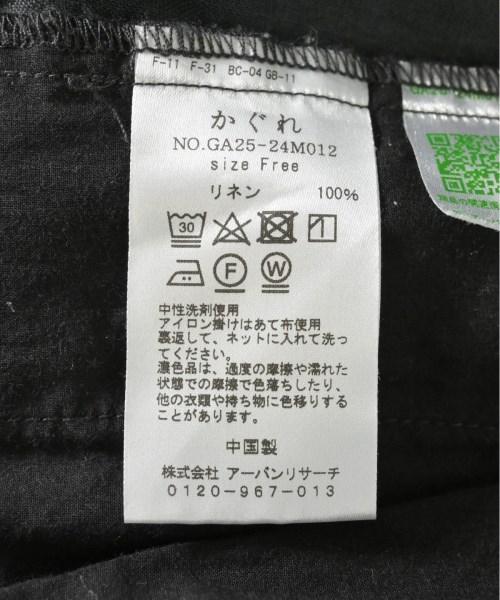 F-11 F-31 BC-04 GB-11
かぐれ
NO.GA25-24M012
size Free
リネン 100%
30
F W
中性洗剤使用
アイロン掛けはあて布使用
裏返して、ネットに入れて洗っ
てください。
濃色品は、過度の摩擦や濡れた
状態での摩擦で色落ちしたり、
他の衣類や持ち物に色移りする
ことがあります。
中国製
株式会社 アーバンリサーチ
0120-967-013